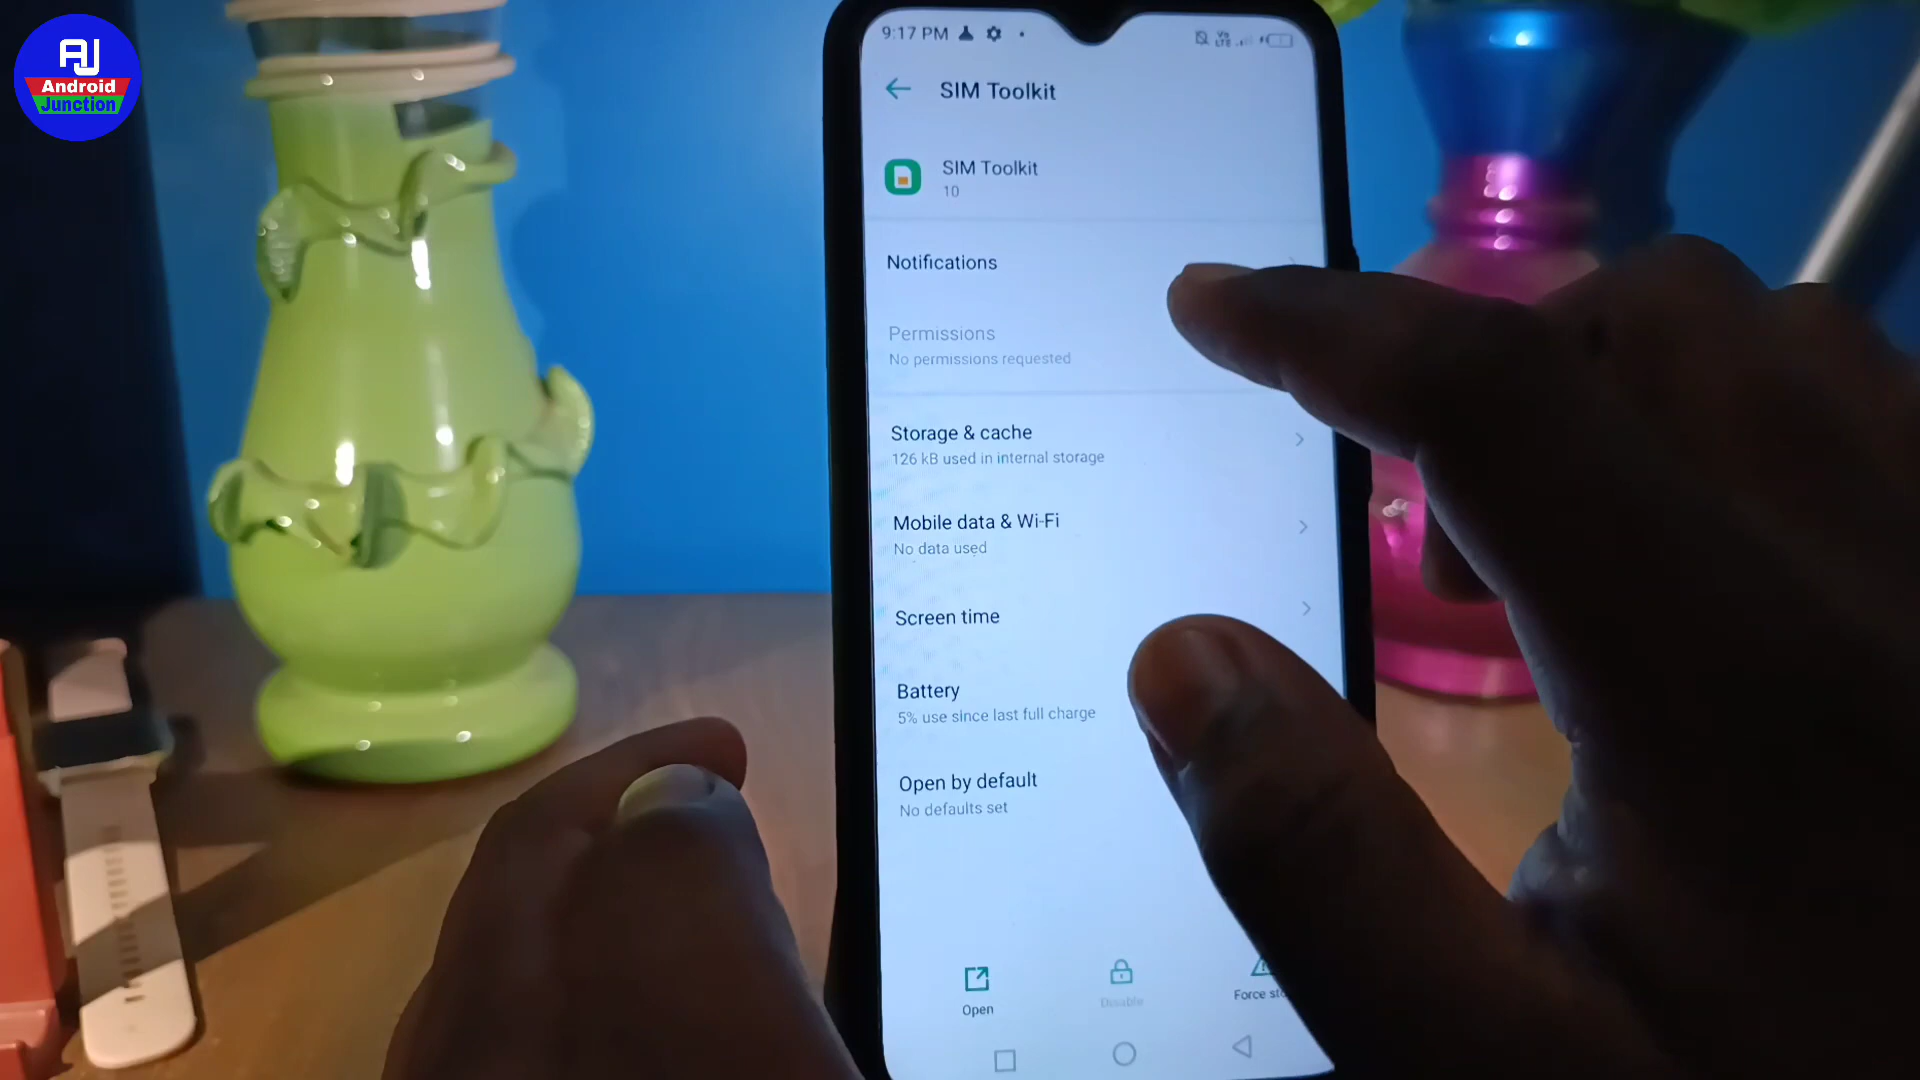 AJ
Android
Junction
9:17 PM
SIM Toolkit
SIM Toolkit
10
Notifications
Permissions
No permissions requested
Storage & cache
126 kB used in internal storage
Mobile data & Wi-Fi
No data used
Screen time
Battery
5% use since last full charge
Open by default
No defaults set
Open
Disable
Force sto